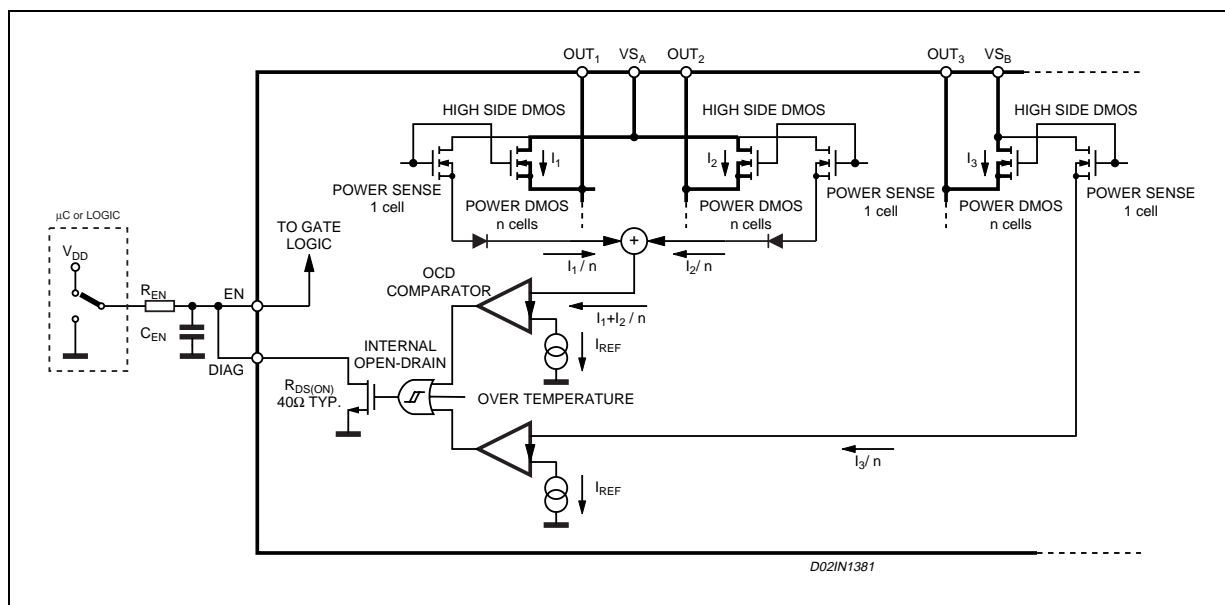 OUT1 VSA OUT2 OUT3 VSB
HIGH SIDE DMOS
HIGH SIDE DMOS
HIGH SIDE DMOS
I1
I2
I3
POWER SENSE
1 cell
POWER DMOS
n cells
POWER DMOS
n cells
POWER SENSE
1 cell
POWER DMOS
n cells
POWER SENSE
1 cell
μC or LOGIC
TO GATE
LOGIC
+
VDD
I1 / n
I2/ n
REN
EN
OCD
COMPARATOR
I1+I2 / n
CEN
IREF
INTERNAL
OPEN-DRAIN
DIAG
RDS(ON)
40Ω TYP.
OVER TEMPERATURE
I3/ n
IREF
D02IN1381